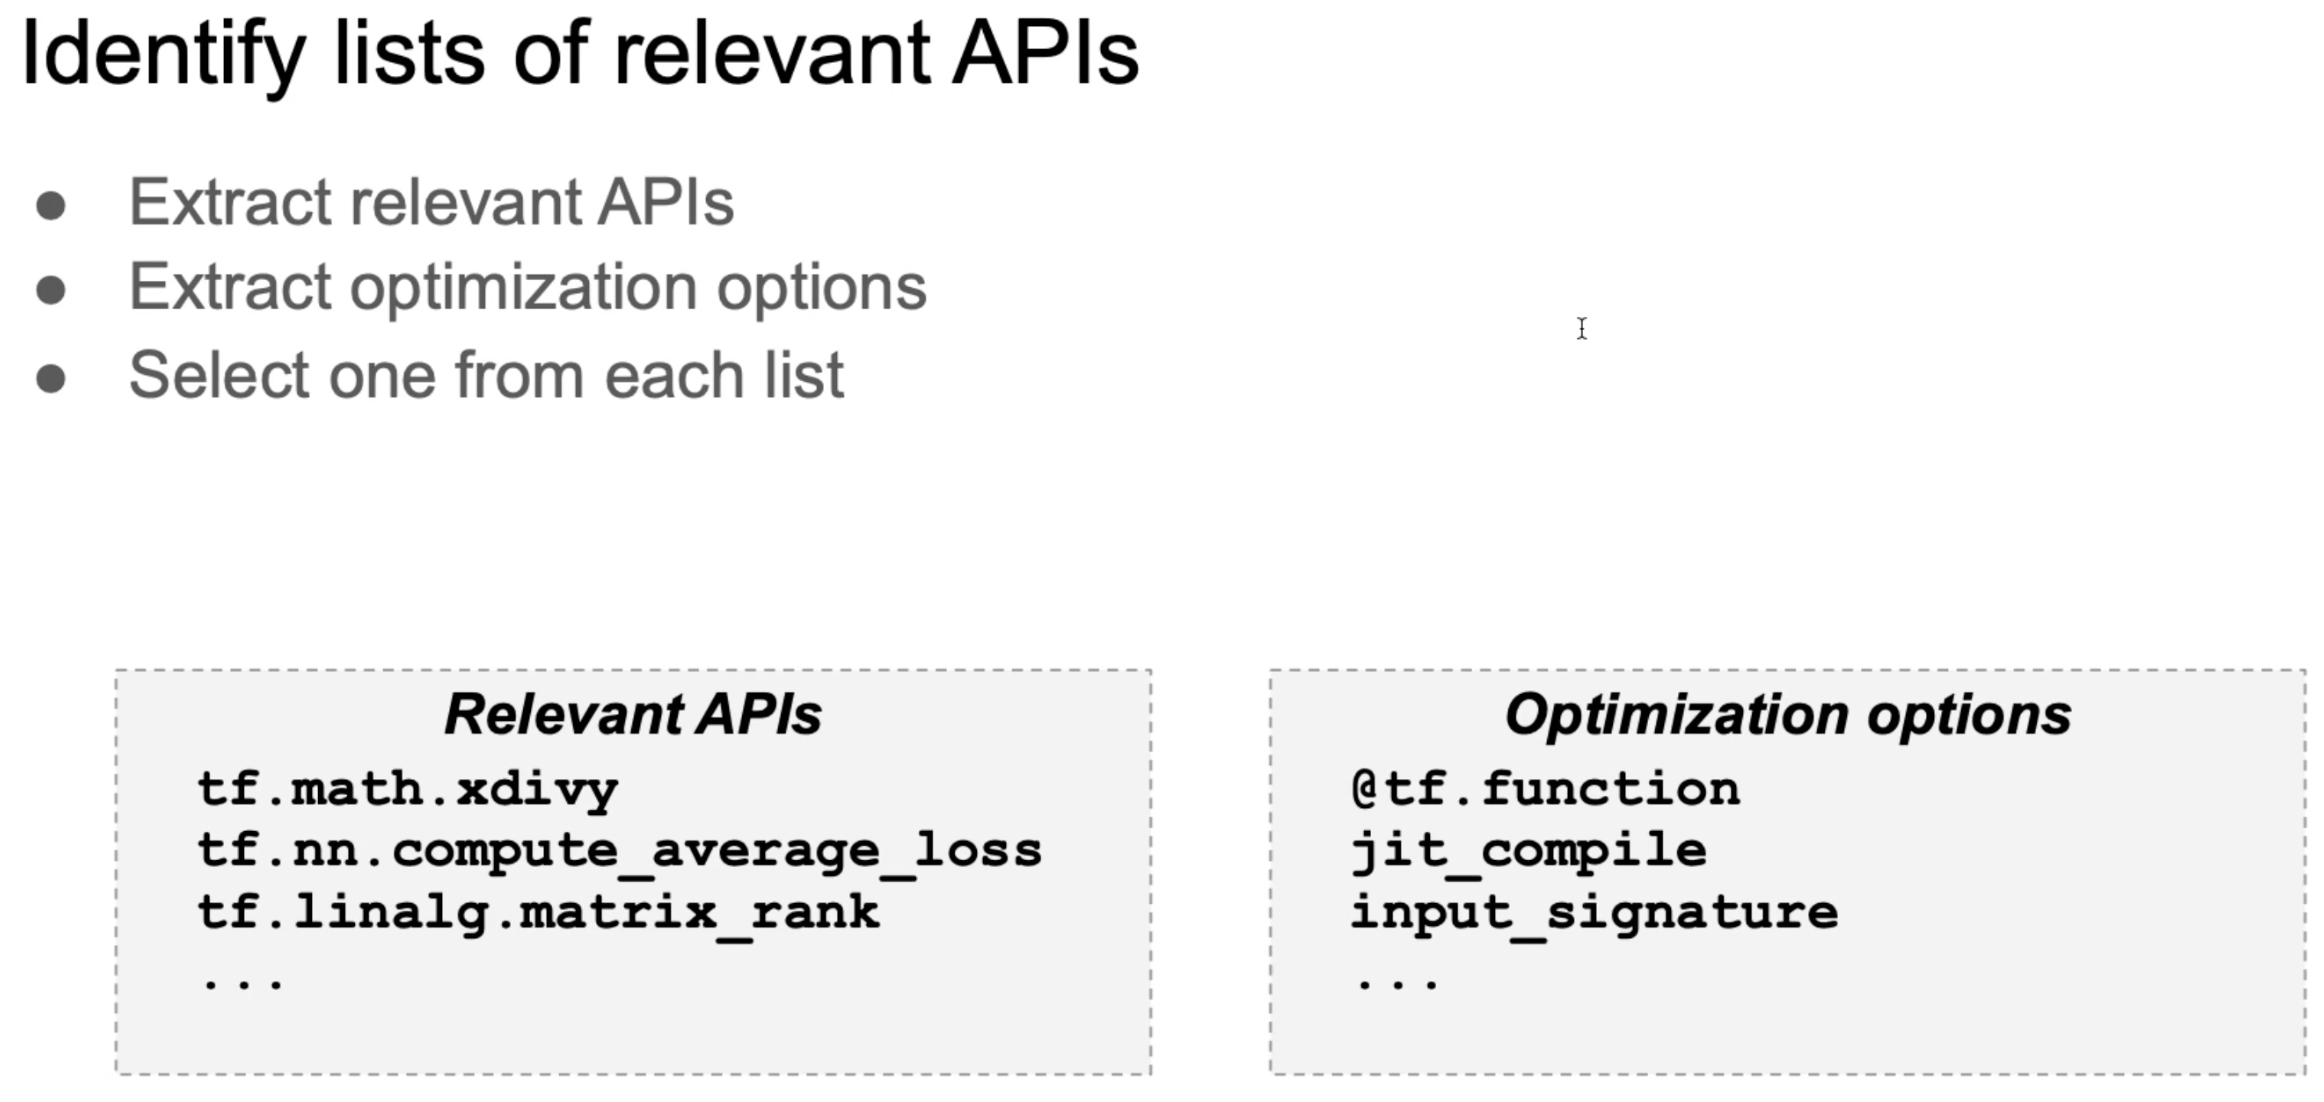 Identify lists of relevant APIs
● Extract relevant APIs
● Extract optimization options
● Select one from each list
Relevant APIs
tf.math.xdivy
tf.nn.compute_average_loss
tf.linalg.matrix_rank
...
Optimization options
@tf.function
jit_compile
input_signature
...